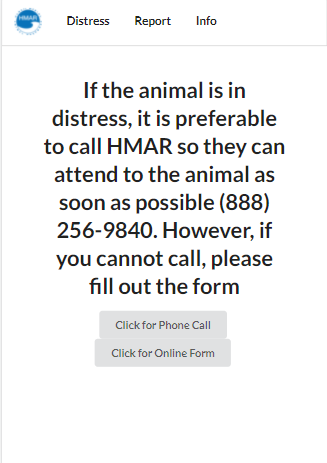 HMAR
Distress Report Info
If the animal is in
distress, it is preferable
to call HMAR so they can
attend to the animal as
soon as possible (888)
256-9840. However, if
you cannot call, please
fill out the form
Click for Phone Call
Click for Online Form